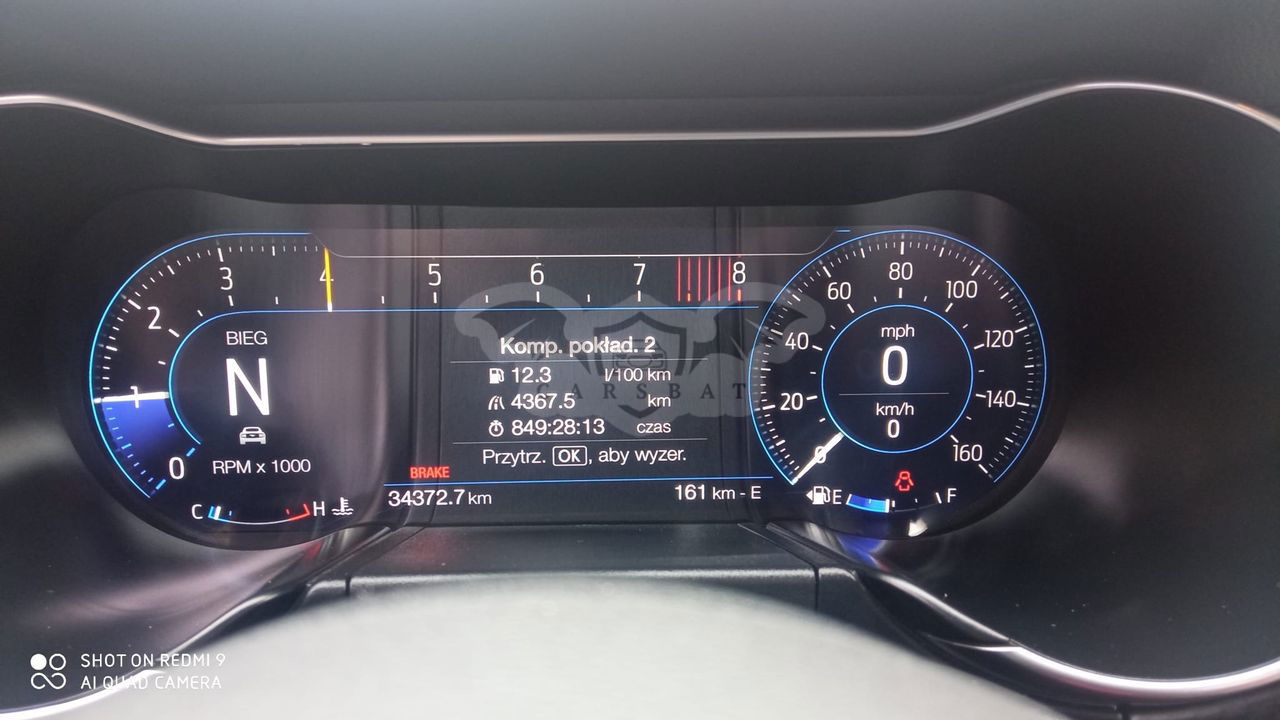 3 4 5 6 7 8
2
1
0
BIEG
N
RPM x 1000
C H
Komp. pokład. 2
12.3 l/100 km
4367.5 km
849:28:13 czas
Przytrz. OK, aby wyzer.
BRAKE
34372.7 km
161 km - E
0 20 40 60 80 100 120 140 160
mph
0
km/h
0
E F
CARSBAT
SHOT ON REDMI 9
AI QUAD CAMERA